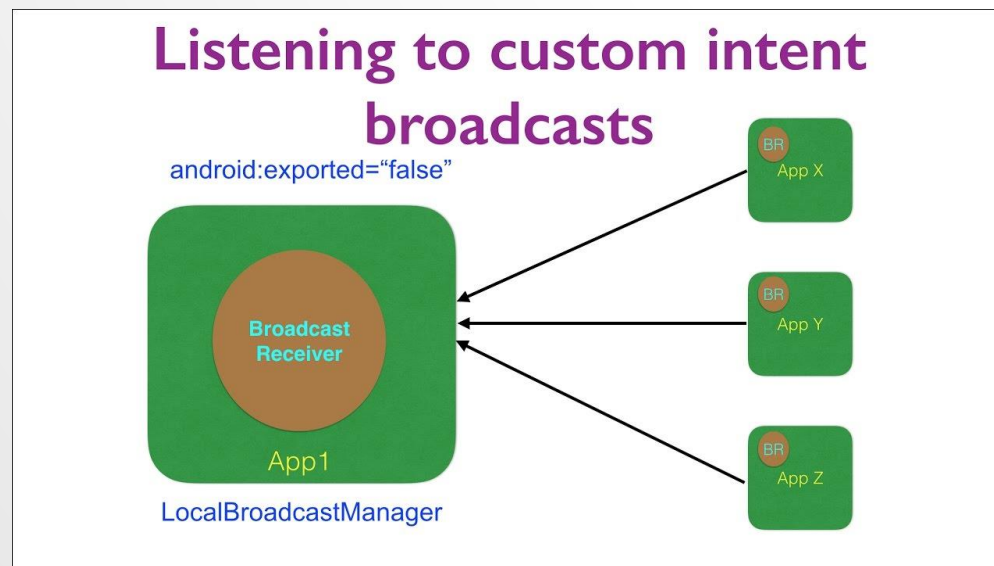 Listening to custom intent
broadcasts
android:exported=“false”
Broadcast
Receiver
App1
LocalBroadcastManager
BR
App X
BR
App Y
BR
App Z